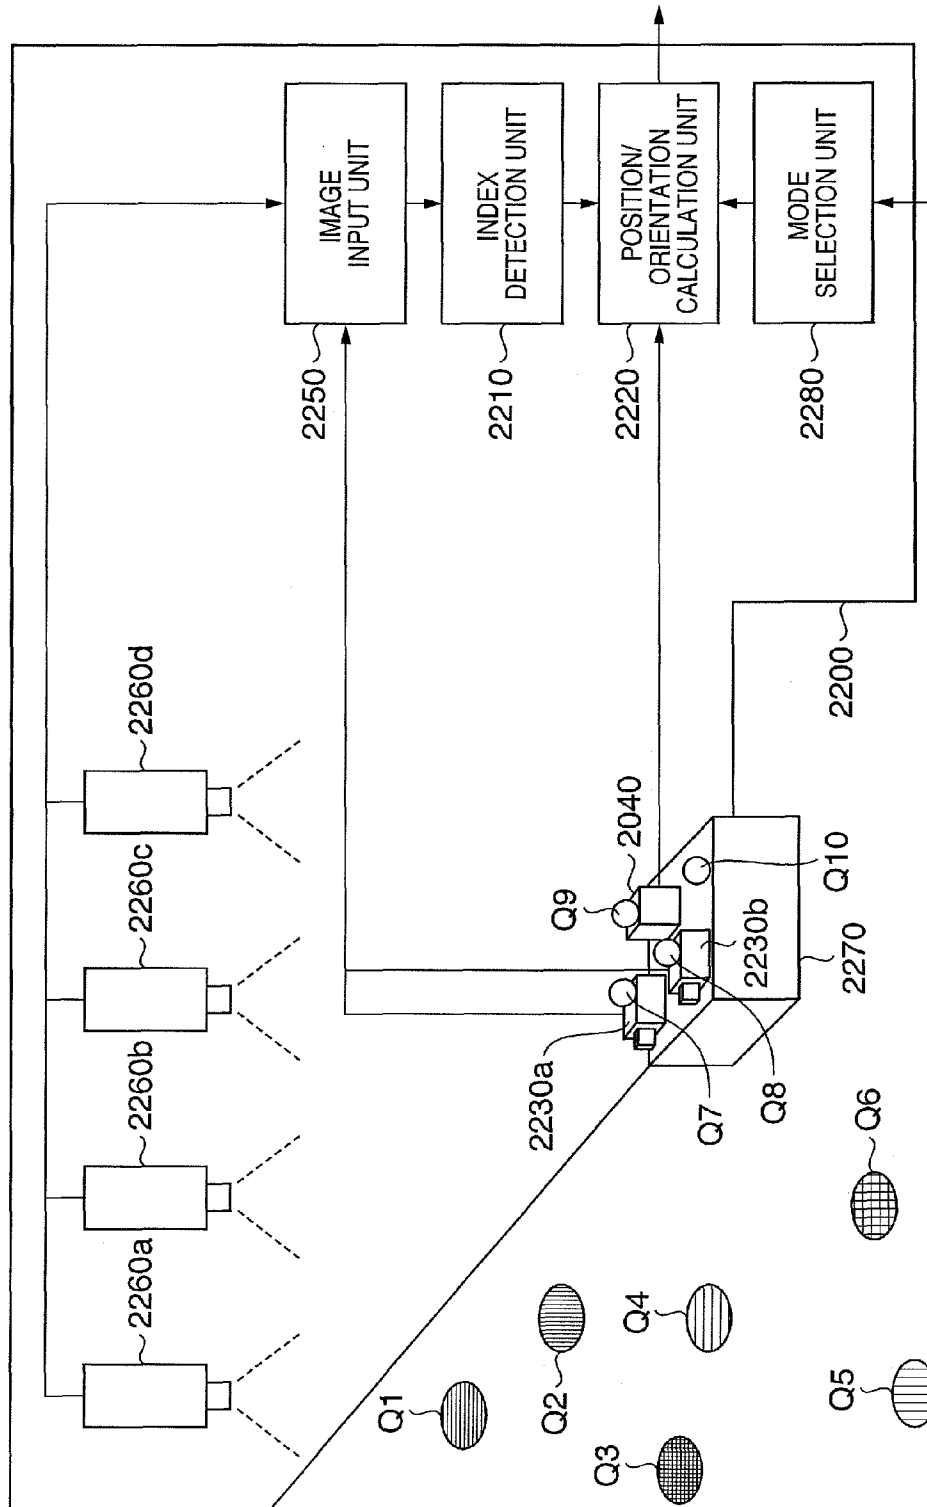 2260a
2260b
2260c
2260d
IMAGE
INPUT UNIT
2250
INDEX
DETECTION UNIT
2210
POSITION/
ORIENTATION
CALCULATION UNIT
2220
MODE
SELECTION UNIT
2280
Q1
Q2
Q3
Q4
Q5
Q6
2230a
Q7
Q8
Q9
2040
2230b
Q10
2270
2200